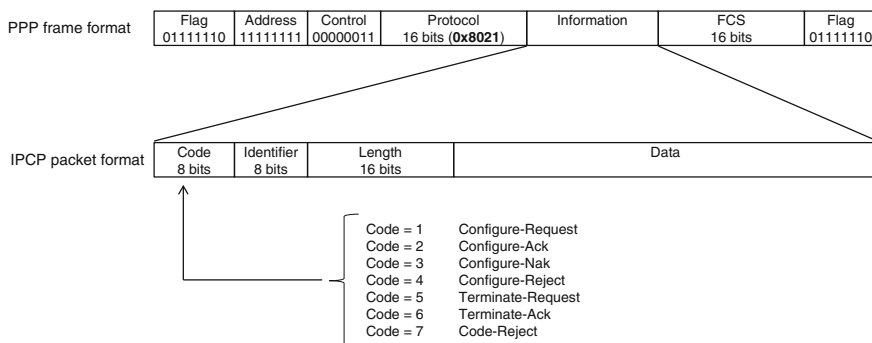 PPP frame format
Flag
01111110
Address
11111111
Control
00000011
Protocol
16 bits (0x8021)
Information
FCS
16 bits
Flag
01111110
IPCP packet format
Code
8 bits
Identifier
8 bits
Length
16 bits
Data
Code = 1 Configure-Request
Code = 2 Configure-Ack
Code = 3 Configure-Nak
Code = 4 Configure-Reject
Code = 5 Terminate-Request
Code = 6 Terminate-Ack
Code = 7 Code-Reject